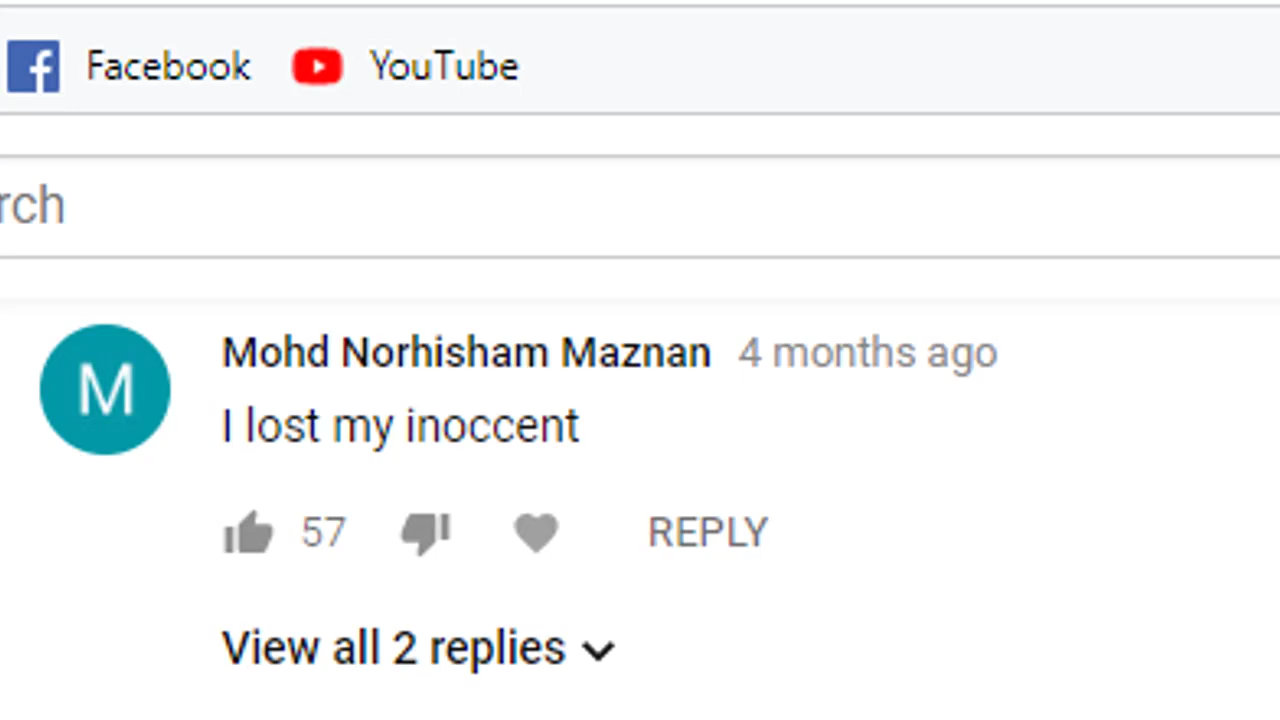 Facebook YouTube
rch
Mohd Norhisham Maznan 4 months ago
M
I lost my inoccent
57 REPLY
View all 2 replies